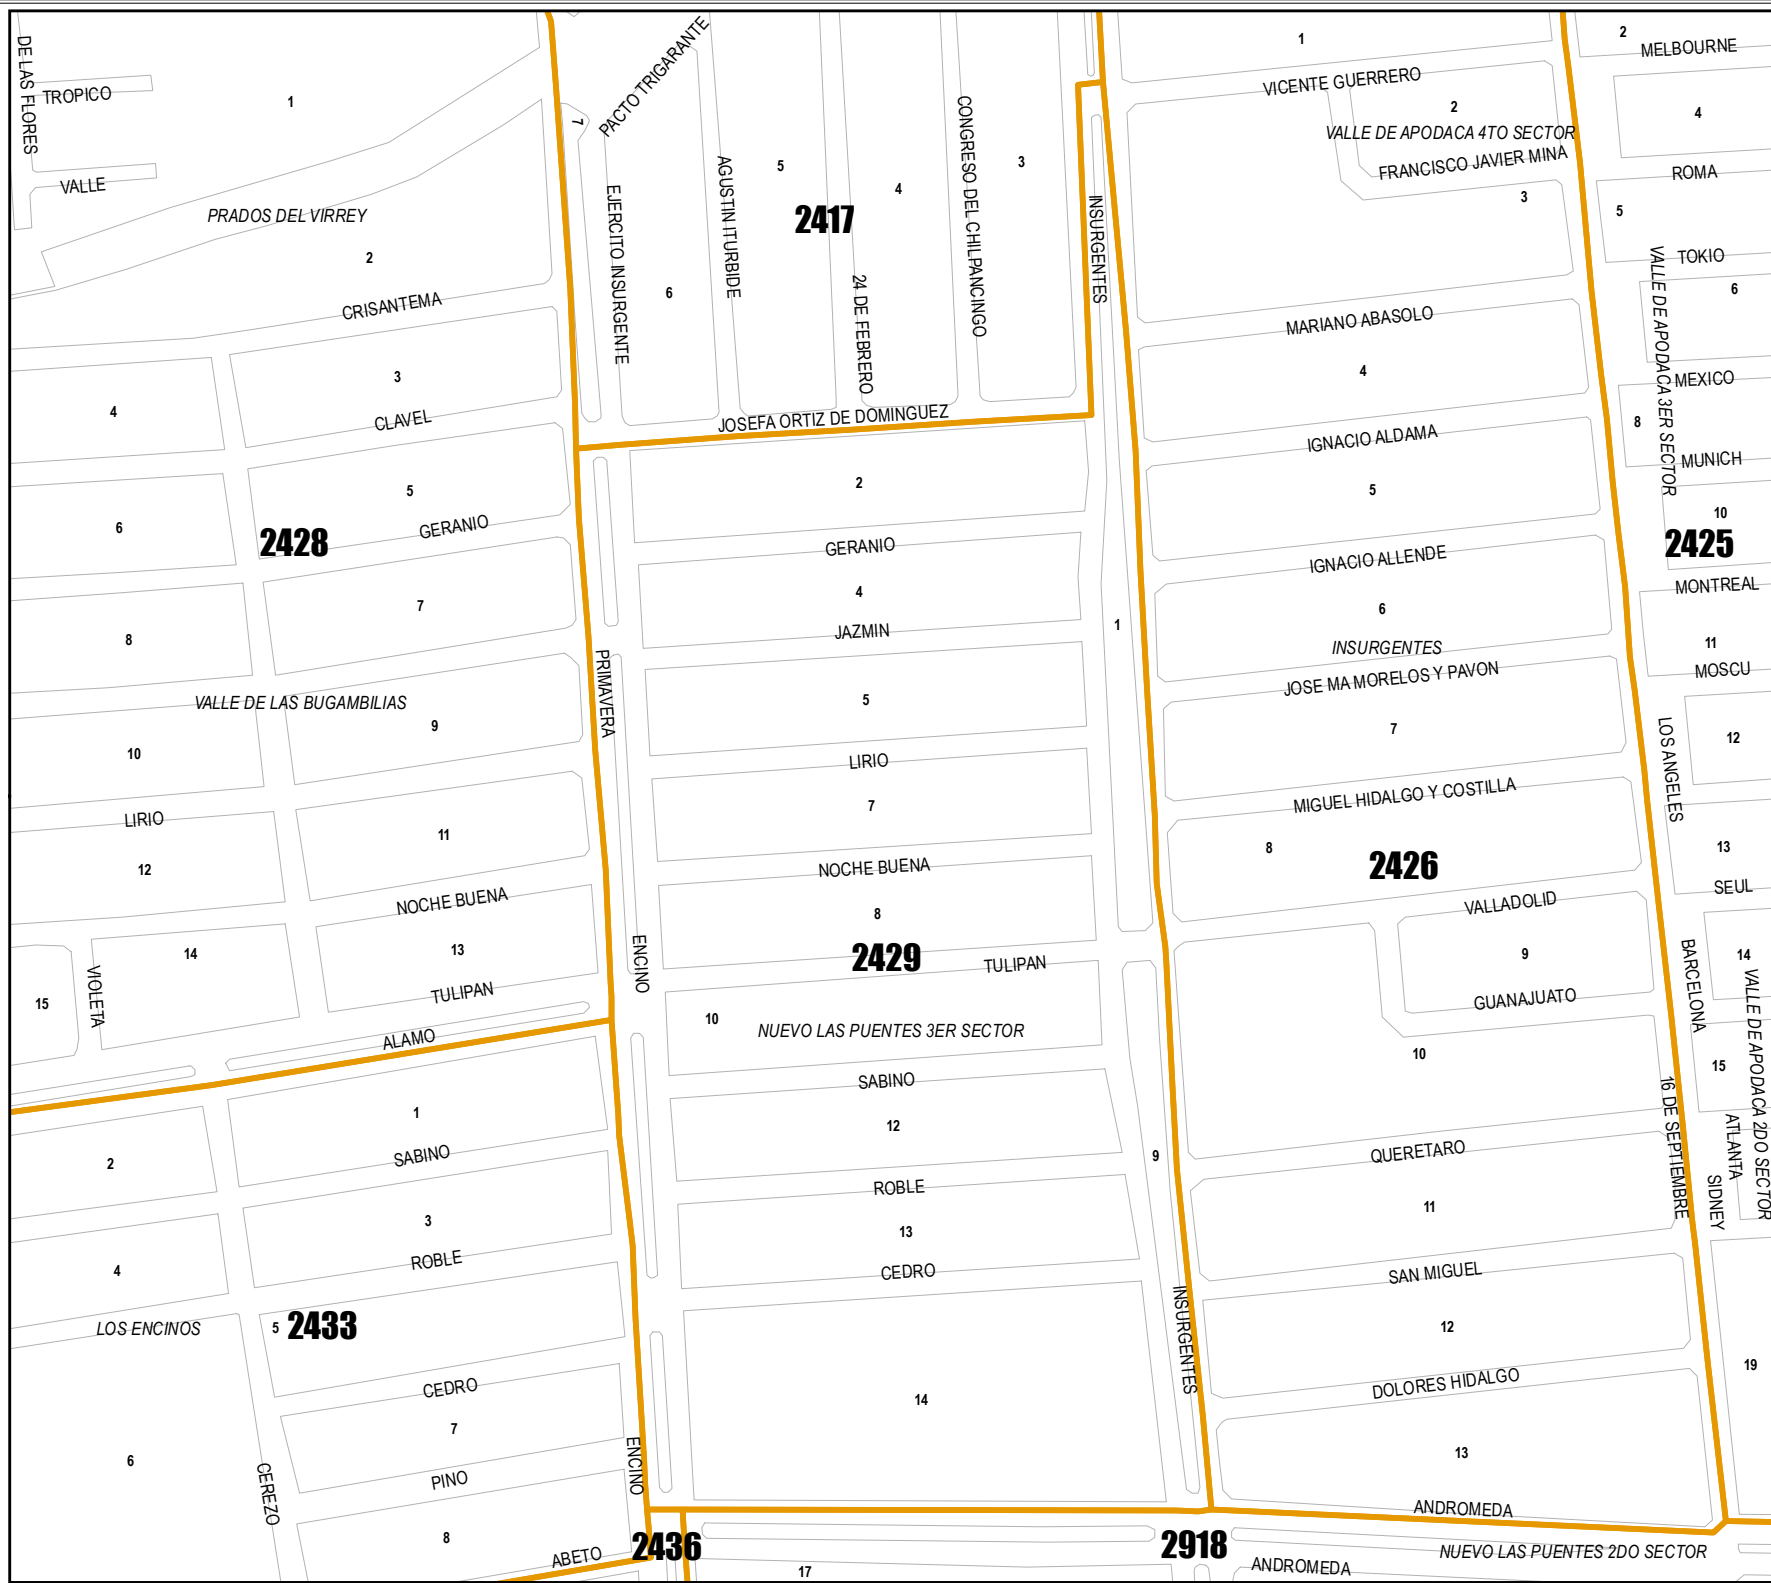 DE LAS FLORES
TROPICO
1
VALLE
PRADOS DEL VIRREY
2
CRISANTEMA
3
4
CLAVEL
5
6
2428
GERANIO
7
8
VALLE DE LAS BUGAMBILIAS
9
10
LIRIO
11
12
NOCHE BUENA
13
14
15
VIOLETA
TULIPAN
ALAMO
1
2
SABINO
3
4
ROBLE
LOS ENCINOS
5
2433
CEDRO
7
6
CEREZO
PINO
8
ABETO
PACTO TRIGARANTE
7
EJERCITO INSURGENTE
6
AGUSTIN ITURBIDE
5
2417
4
24 DE FEBRERO
CONGRESO DEL CHILPANCINGO
3
INSURGENTES
JOSEFA ORTIZ DE DOMINGUEZ
2
GERANIO
4
JAZMIN
1
PRIMAVERA
5
LIRIO
7
NOCHE BUENA
8
ENCINO
2429
TULIPAN
10
NUEVO LAS PUENTES 3ER SECTOR
SABINO
12
9
ROBLE
13
CEDRO
INSURGENTES
14
ENCINO
2436
17
2918
ANDROMEDA
NUEVO LAS PUENTES 2DO SECTOR
1
VICENTE GUERRERO
2
VALLE DE APODACA 4TO SECTOR
FRANCISCO JAVIER MINA
3
MARIANO ABASOLO
4
IGNACIO ALDAMA
5
IGNACIO ALLENDE
6
INSURGENTES
JOSE MA MORELOS Y PAVON
7
MIGUEL HIDALGO Y COSTILLA
8
2426
VALLADOLID
9
GUANAJUATO
10
QUERETARO
16 DE SEPTIEMBRE
11
SAN MIGUEL
12
DOLORES HIDALGO
13
ANDROMEDA
2
MELBOURNE
4
ROMA
5
TOKIO
6
VALLE DE APODACA 3ER SECTOR
MEXICO
8
MUNICH
10
2425
MONTREAL
11
MOSCU
LOS ANGELES
12
13
SEUL
BARCELONA
14
VALLE DE APODACA 2DO SECTOR
15
ATLANTA
SIDNEY
19